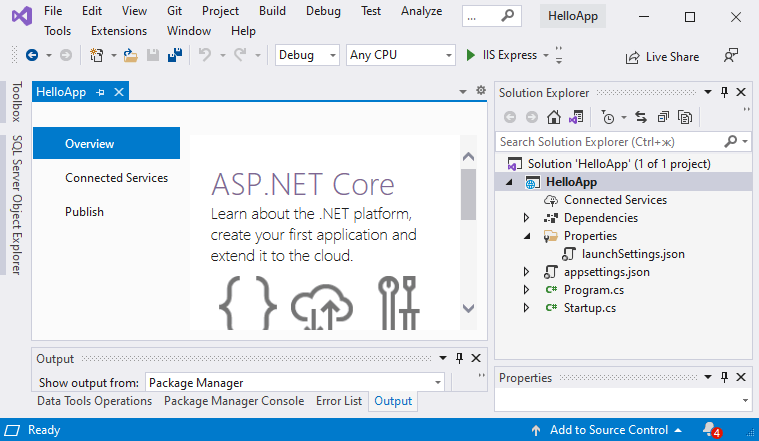 File Edit View Git Project Build Debug Test Analyze
Tools Extensions Window Help
...
HelloApp
Debug Any CPU IIS Express Live Share
Toolbox
SQL Server Object Explorer
HelloApp
Overview
Connected Services
Publish
ASP.NET Core
Learn about the .NET platform,
create your first application and
extend it to the cloud.
Output
Show output from: Package Manager
Data Tools Operations Package Manager Console Error List Output
Solution Explorer
Search Solution Explorer (Ctrl+ж)
Solution 'HelloApp' (1 of 1 project)
HelloApp
Connected Services
Dependencies
Properties
launchSettings.json
appsettings.json
C# Program.cs
C# Startup.cs
Properties
Ready Add to Source Control 4